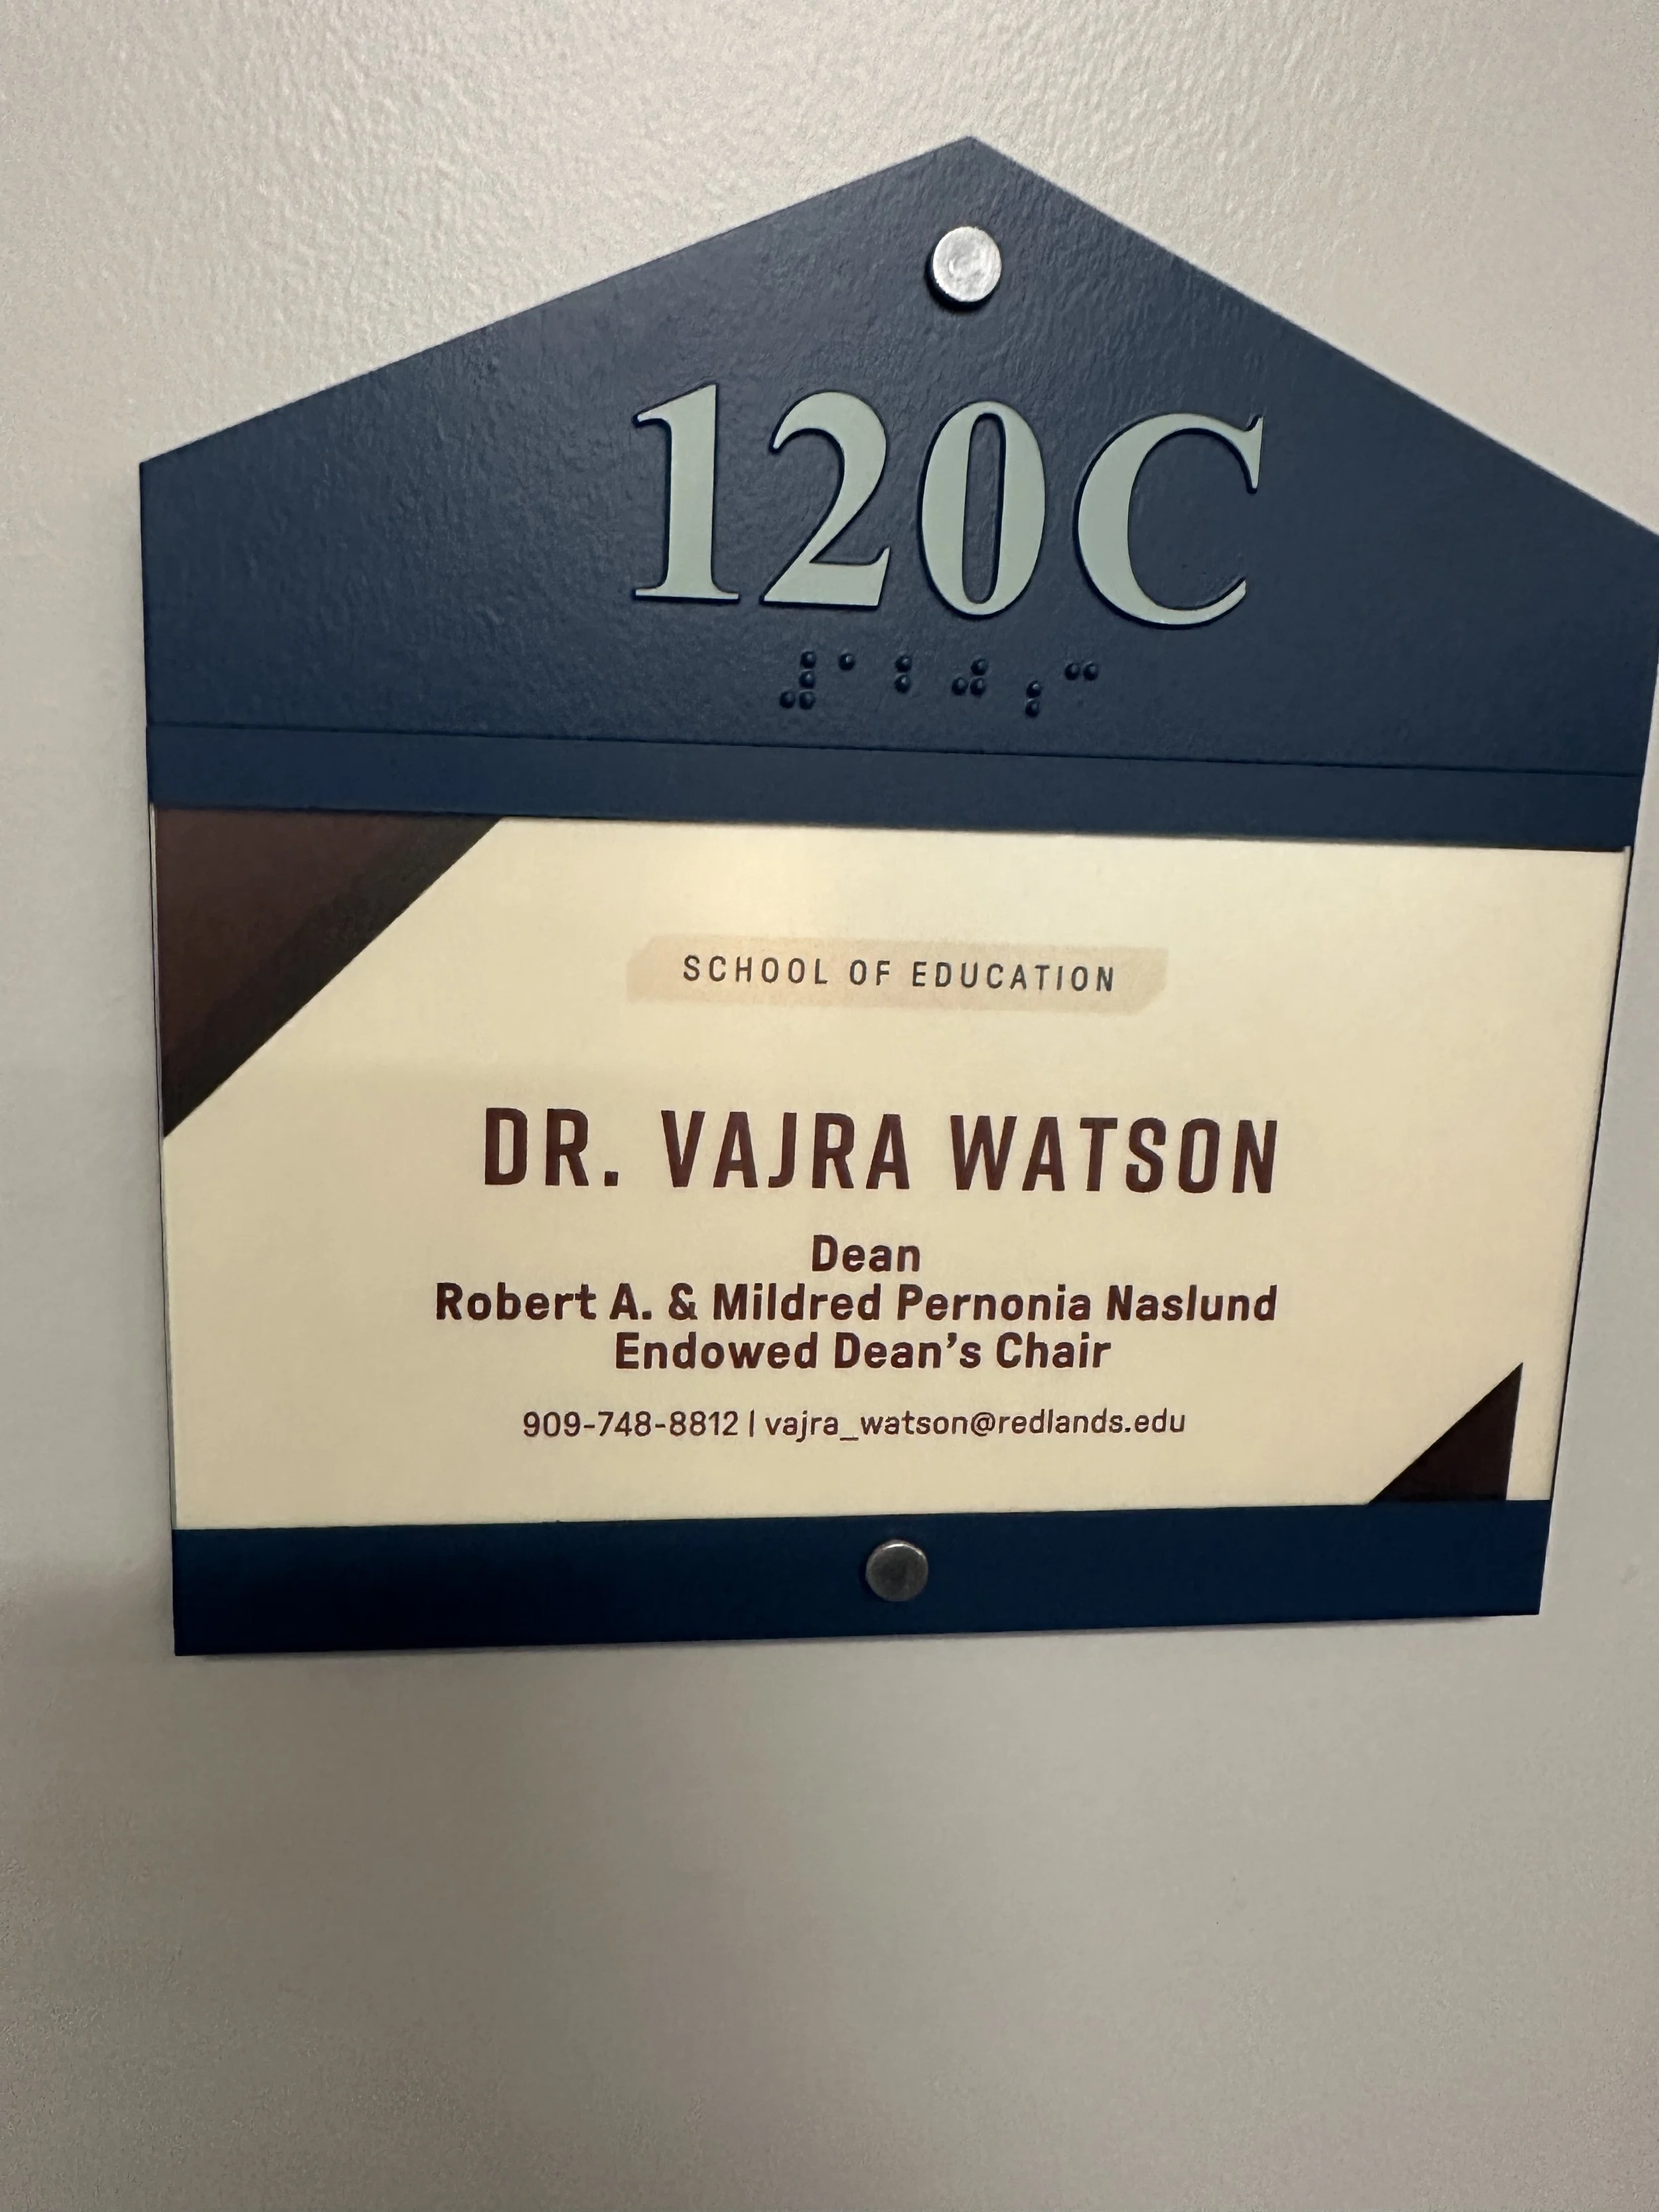 120C
⠼⠁⠃⠚⠰⠉
SCHOOL OF EDUCATION
DR. VAJRA WATSON
Dean
Robert A. & Mildred Pernonia Naslund
Endowed Dean's Chair
909-748-8812 | vajra_watson@redlands.edu